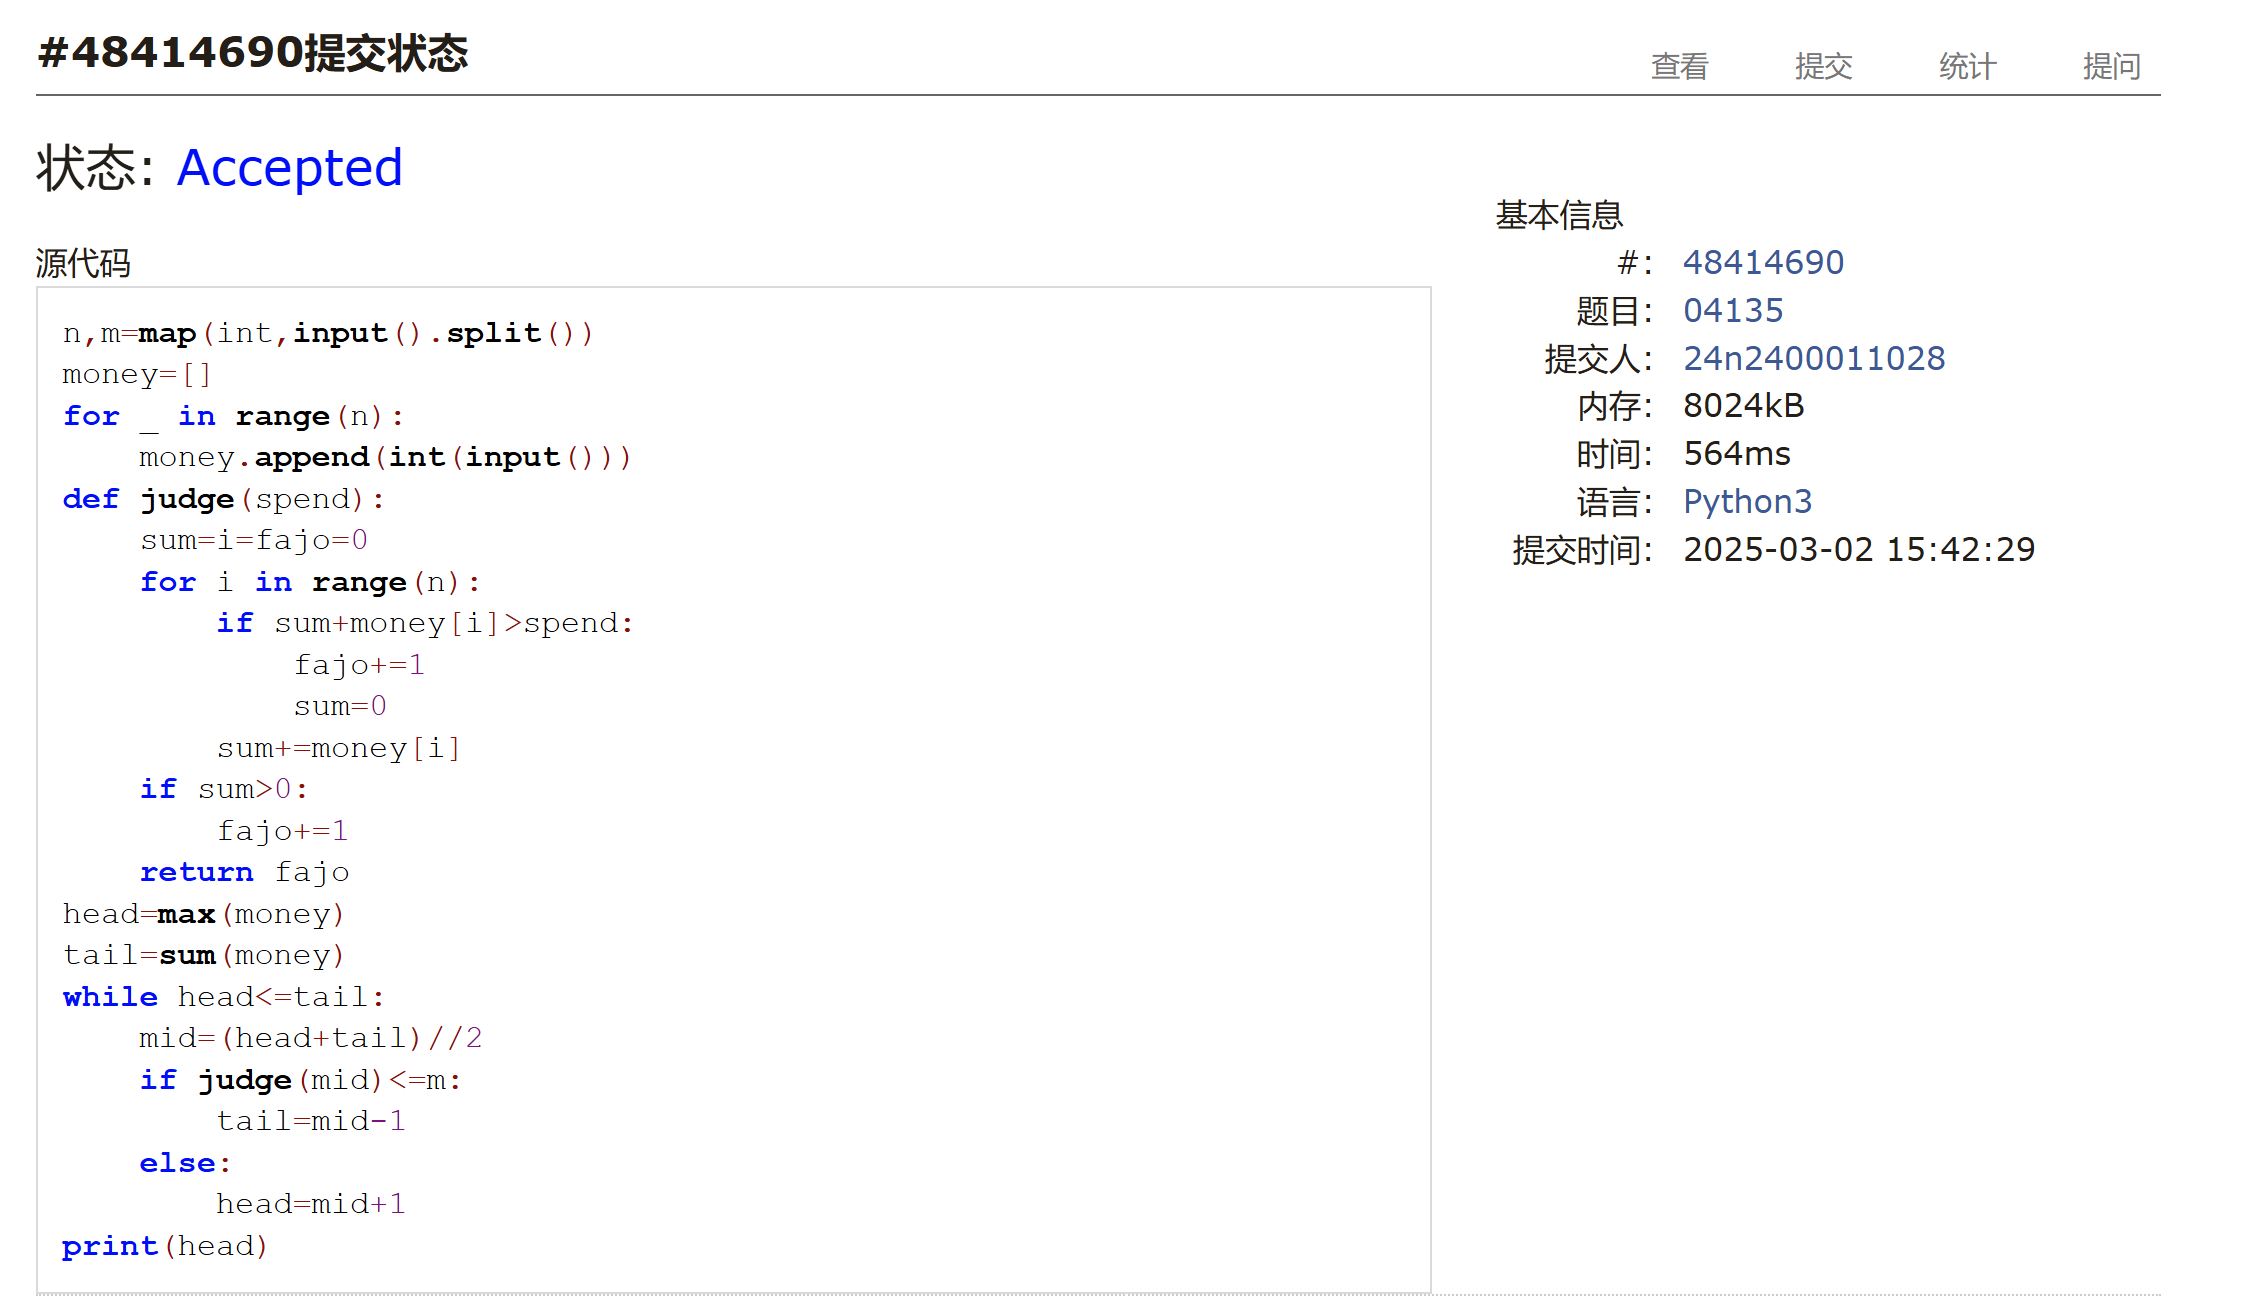 #48414690提交状态
查看 提交 统计 提问
状态: Accepted
源代码
n,m=map(int,input().split())
money=[]
for _ in range(n):
    money.append(int(input()))
def judge(spend):
    sum=i=fajo=0
    for i in range(n):
        if sum+money[i]>spend:
            fajo+=1
            sum=0
        sum+=money[i]
    if sum>0:
        fajo+=1
    return fajo
head=max(money)
tail=sum(money)
while head<=tail:
    mid=(head+tail)//2
    if judge(mid)<=m:
        tail=mid-1
    else:
        head=mid+1
print(head)
基本信息
#: 48414690
题目: 04135
提交人: 24n2400011028
内存: 8024kB
时间: 564ms
语言: Python3
提交时间: 2025-03-02 15:42:29